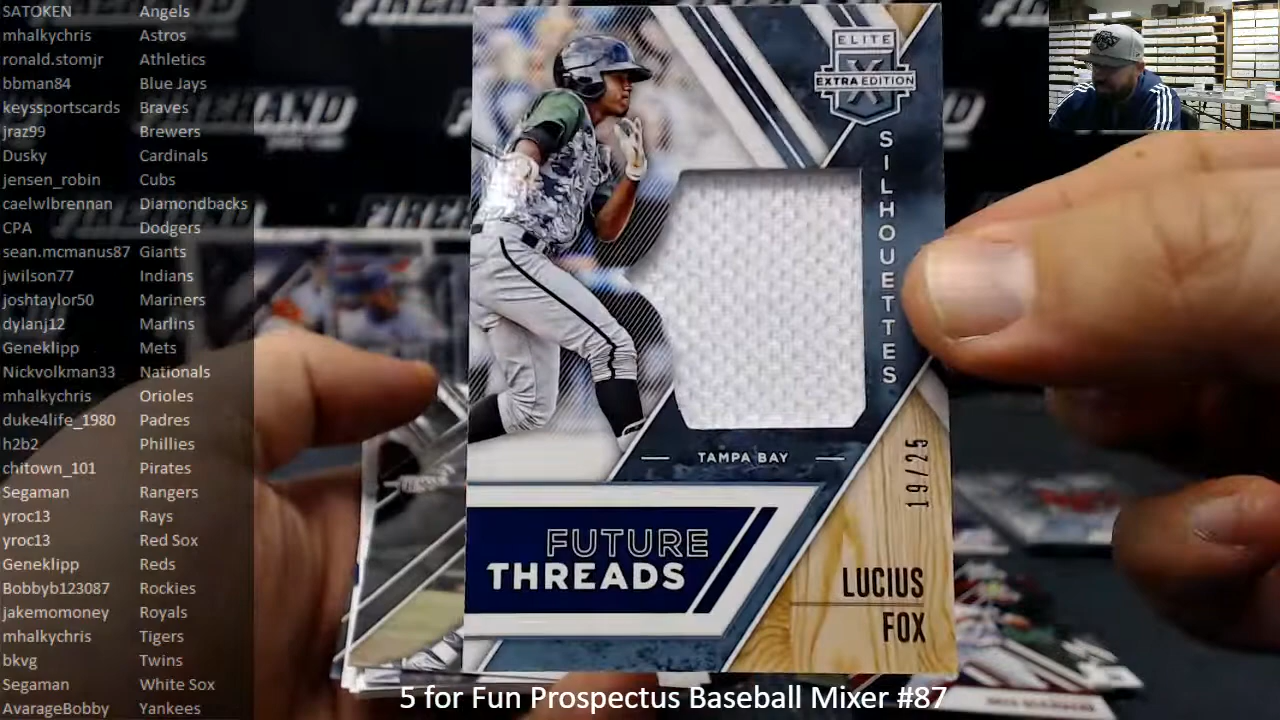 SATOKEN Angels
mhalkychris Astros
ronald.stomjr Athletics
bbman84 Blue Jays
keyssportscards Braves
jraz99 Brewers
Dusky Cardinals
jensen_robin Cubs
caelwlbrennan Diamondbacks
CPA Dodgers
sean.mcmanus87 Giants
jwilson77 Indians
joshtaylor50 Mariners
dylanj12 Marlins
Geneklipp Mets
Nickvolkman33 Nationals
mhalkychris Orioles
duke4life_1980 Padres
h2b2 Phillies
chitown_101 Pirates
Segaman Rangers
yroc13 Rays
yroc13 Red Sox
Geneklipp Reds
Bobbyb123087 Rockies
jakemomoney Royals
mhalkychris Tigers
bkvg Twins
Segaman White Sox
AvarageBobby Yankees
FIREHAND
ELITE
EXTRA EDITION
X
SILHOUETTES
TAMPA BAY
19/25
FUTURE
THREADS
LUCIUS
FOX
5 for Fun Prospectus Baseball Mixer #87